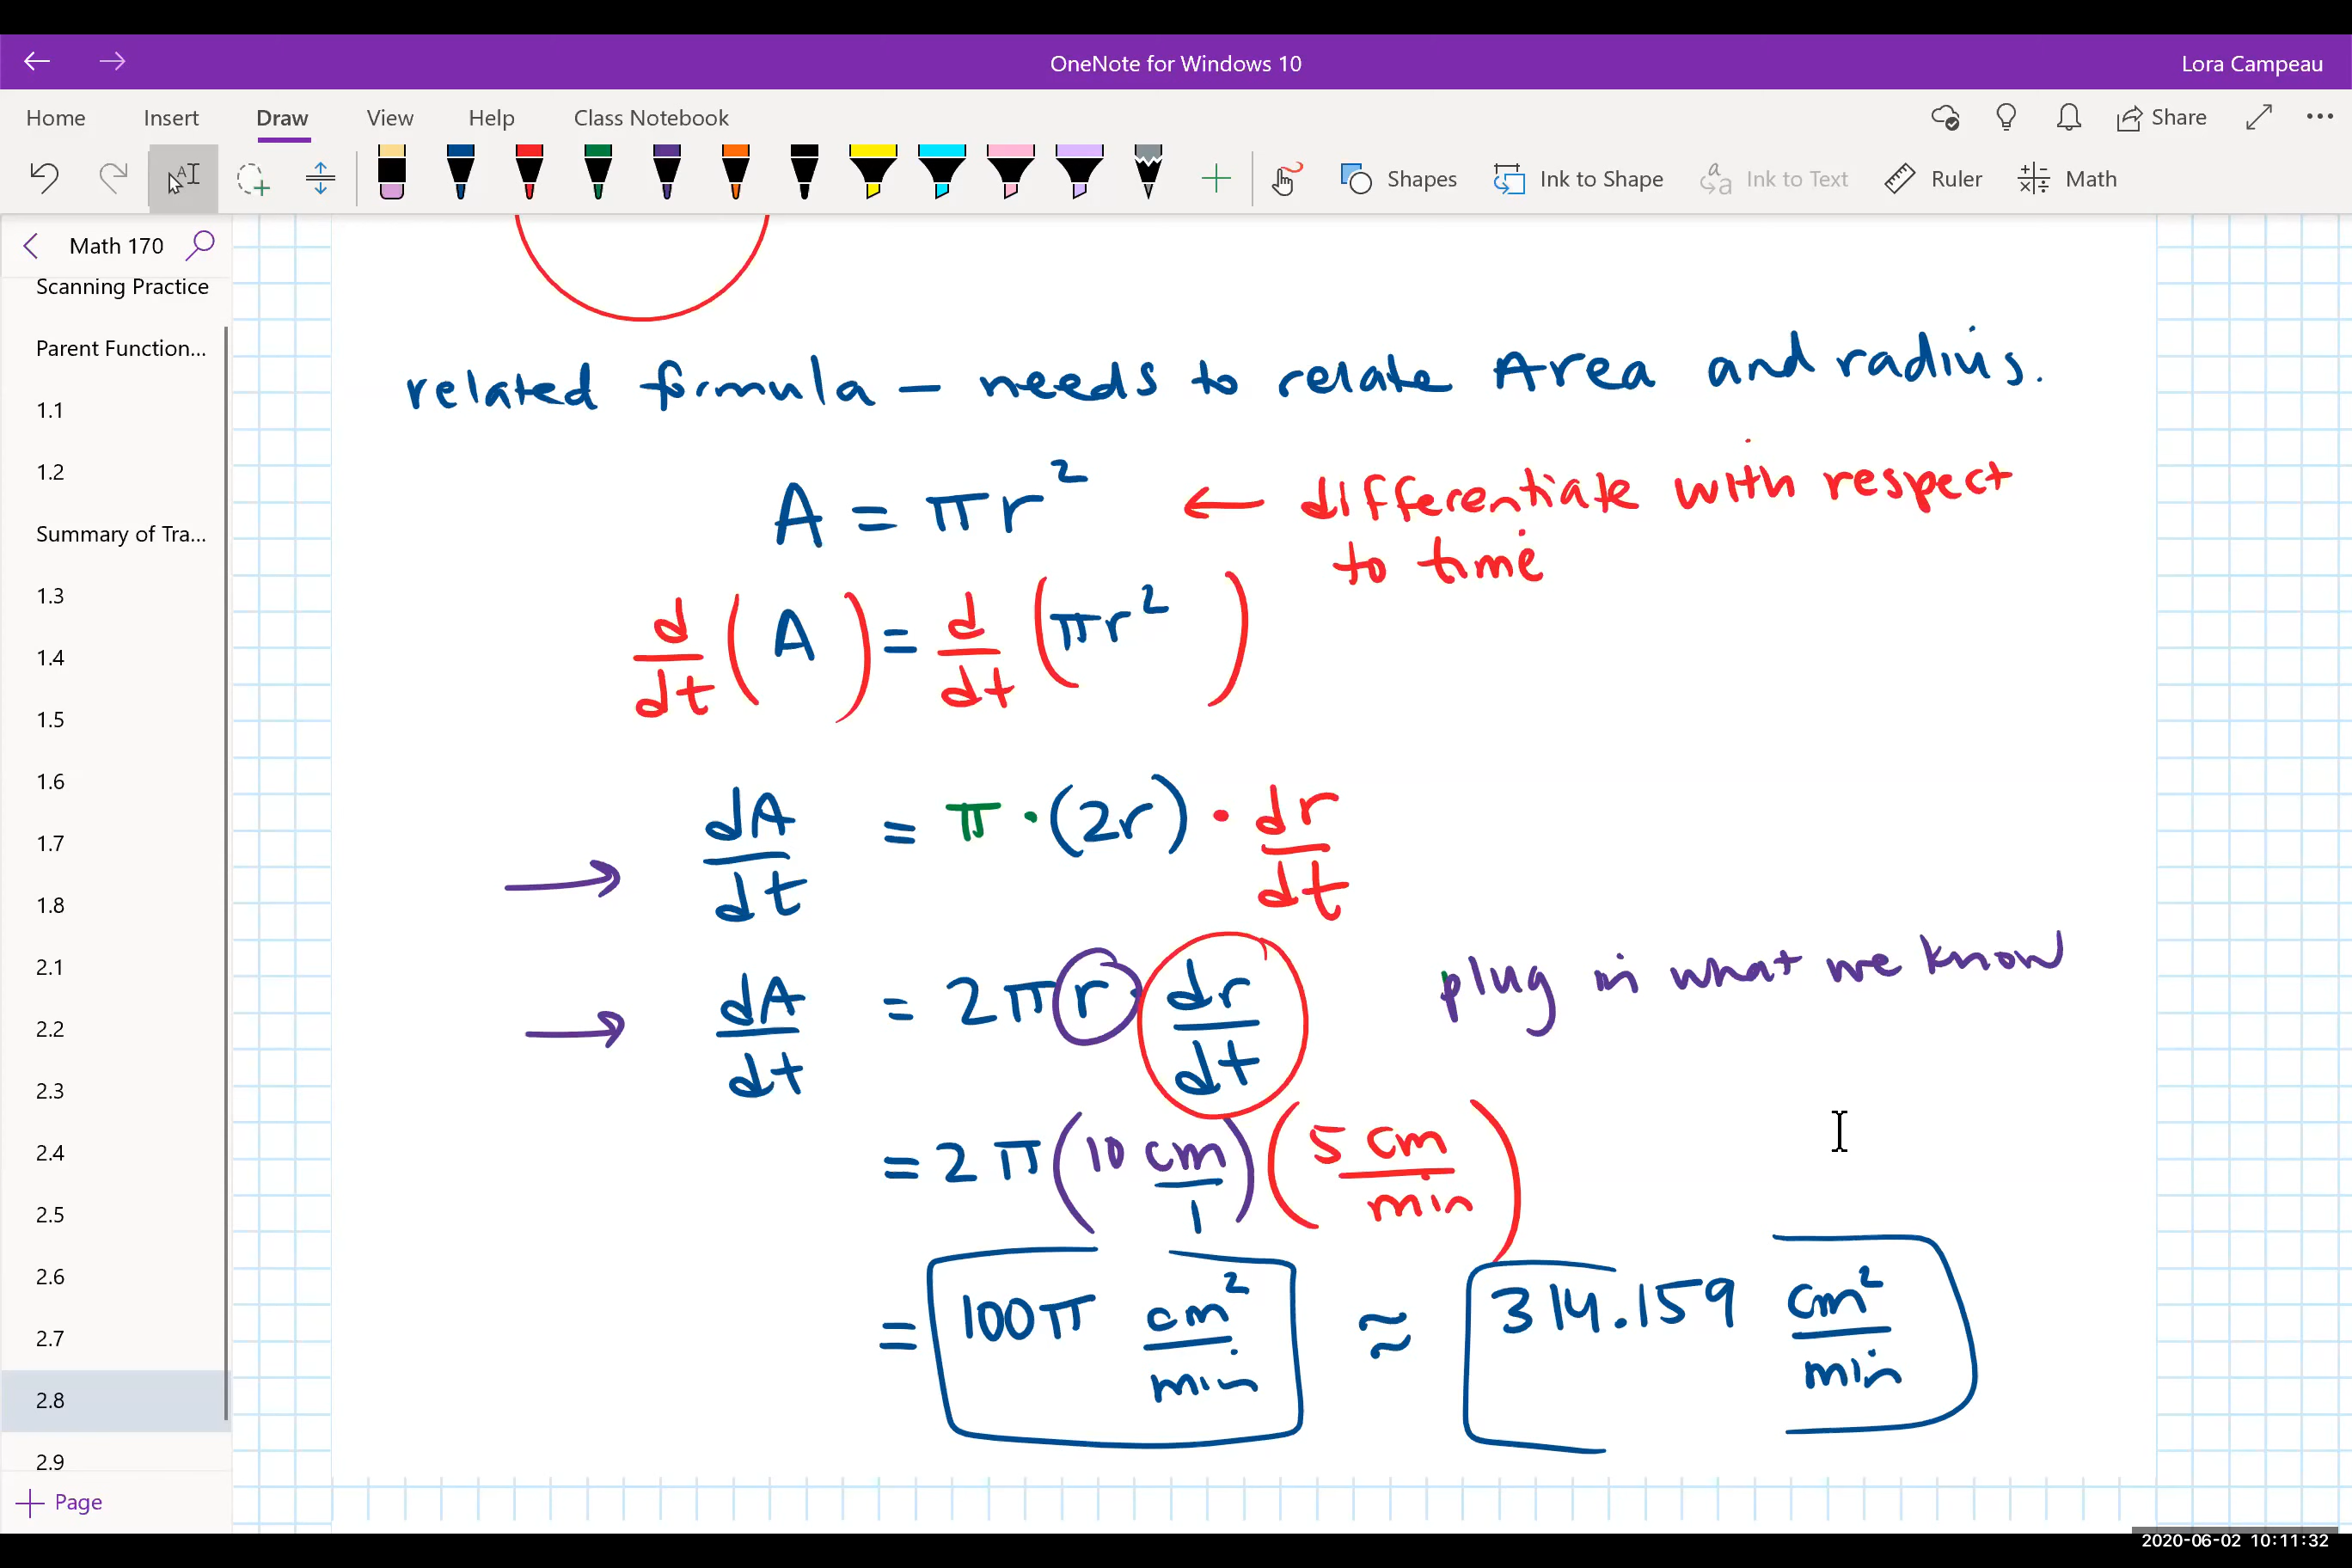 OneNote for Windows 10
Lora Campeau
Home Insert Draw View Help Class Notebook Share
Shapes Ink to Shape Ink to Text Ruler Math
Math 170
Scanning Practice
Parent Function...
1.1
1.2
Summary of Tra...
1.3
1.4
1.5
1.6
1.7
1.8
2.1
2.2
2.3
2.4
2.5
2.6
2.7
2.8
2.9
Page
related formula – needs to relate Area and radius.
A = πr² ← differentiate with respect
to time
d/dt (A) = d/dt (πr²)
→ dA/dt = π · (2r) · dr/dt
→ dA/dt = 2πr · dr/dt plug in what we know
= 2π (10 cm/1) (5 cm/min)
= 100π cm²/min ≈ 314.159 cm²/min
2020-06-02 10:11:32